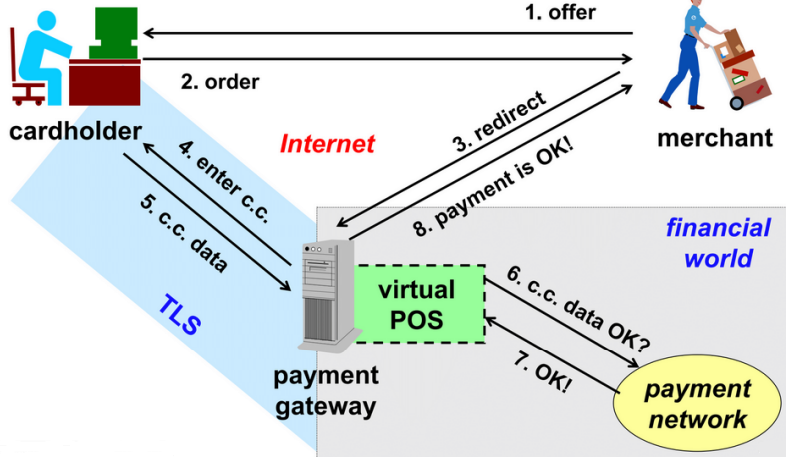 1. offer
2. order
cardholder
merchant
Internet
3. redirect
4. enter c.c.
8. payment is OK!
5. c.c. data
TLS
financial
world
virtual
POS
6. c.c. data OK?
7. OK!
payment
gateway
payment
network